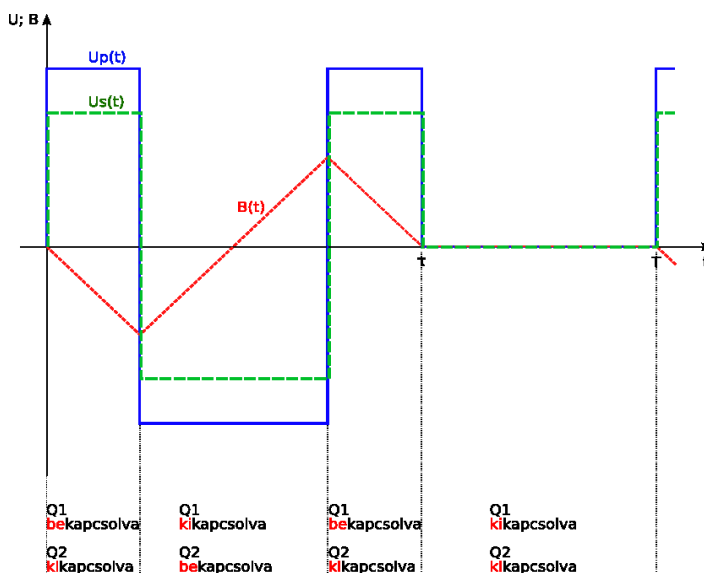 U; B
Up(t)
Us(t)
B(t)
t
T
t
Q1
bekapcsolva
Q2
kikapcsolva
Q1
kikapcsolva
Q2
bekapcsolva
Q1
bekapcsolva
Q2
kikapcsolva
Q1
kikapcsolva
Q2
kikapcsolva